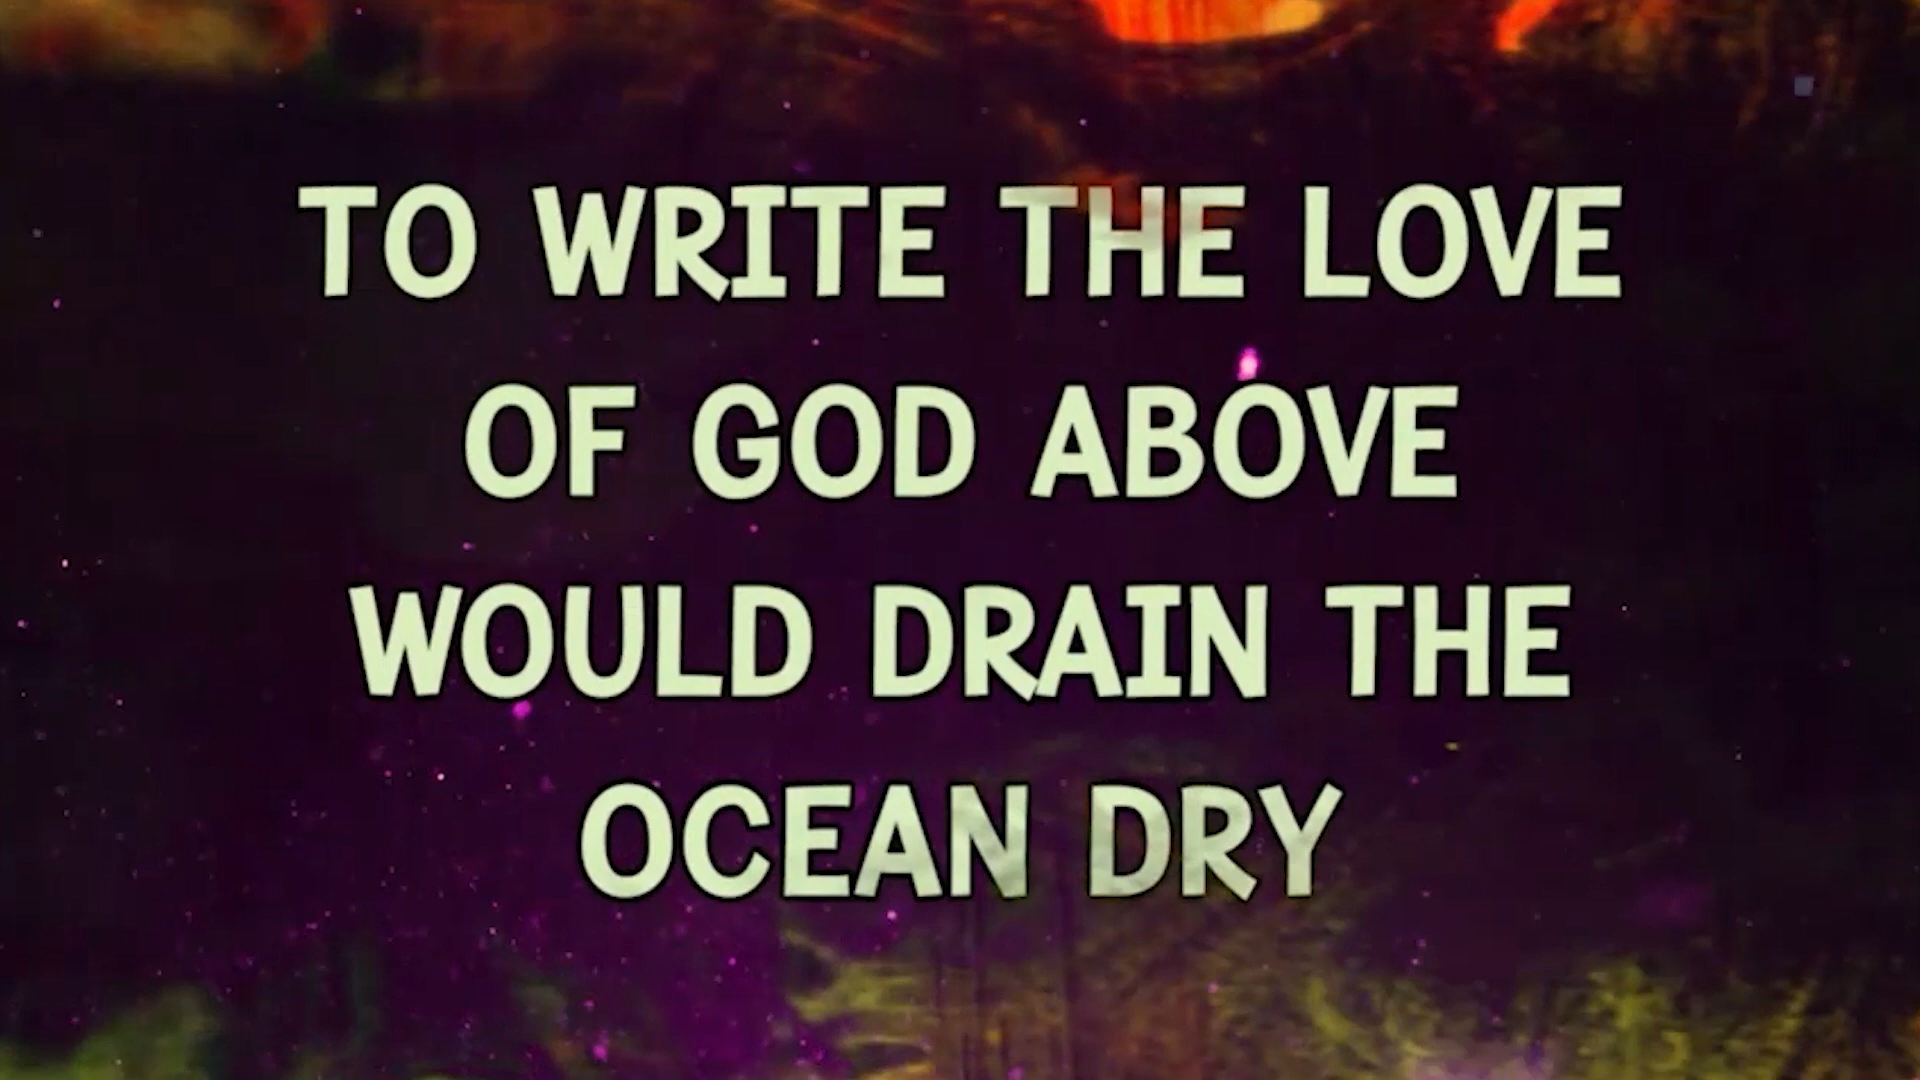 TO WRITE THE LOVE
OF GOD ABOVE
WOULD DRAIN THE
OCEAN DRY